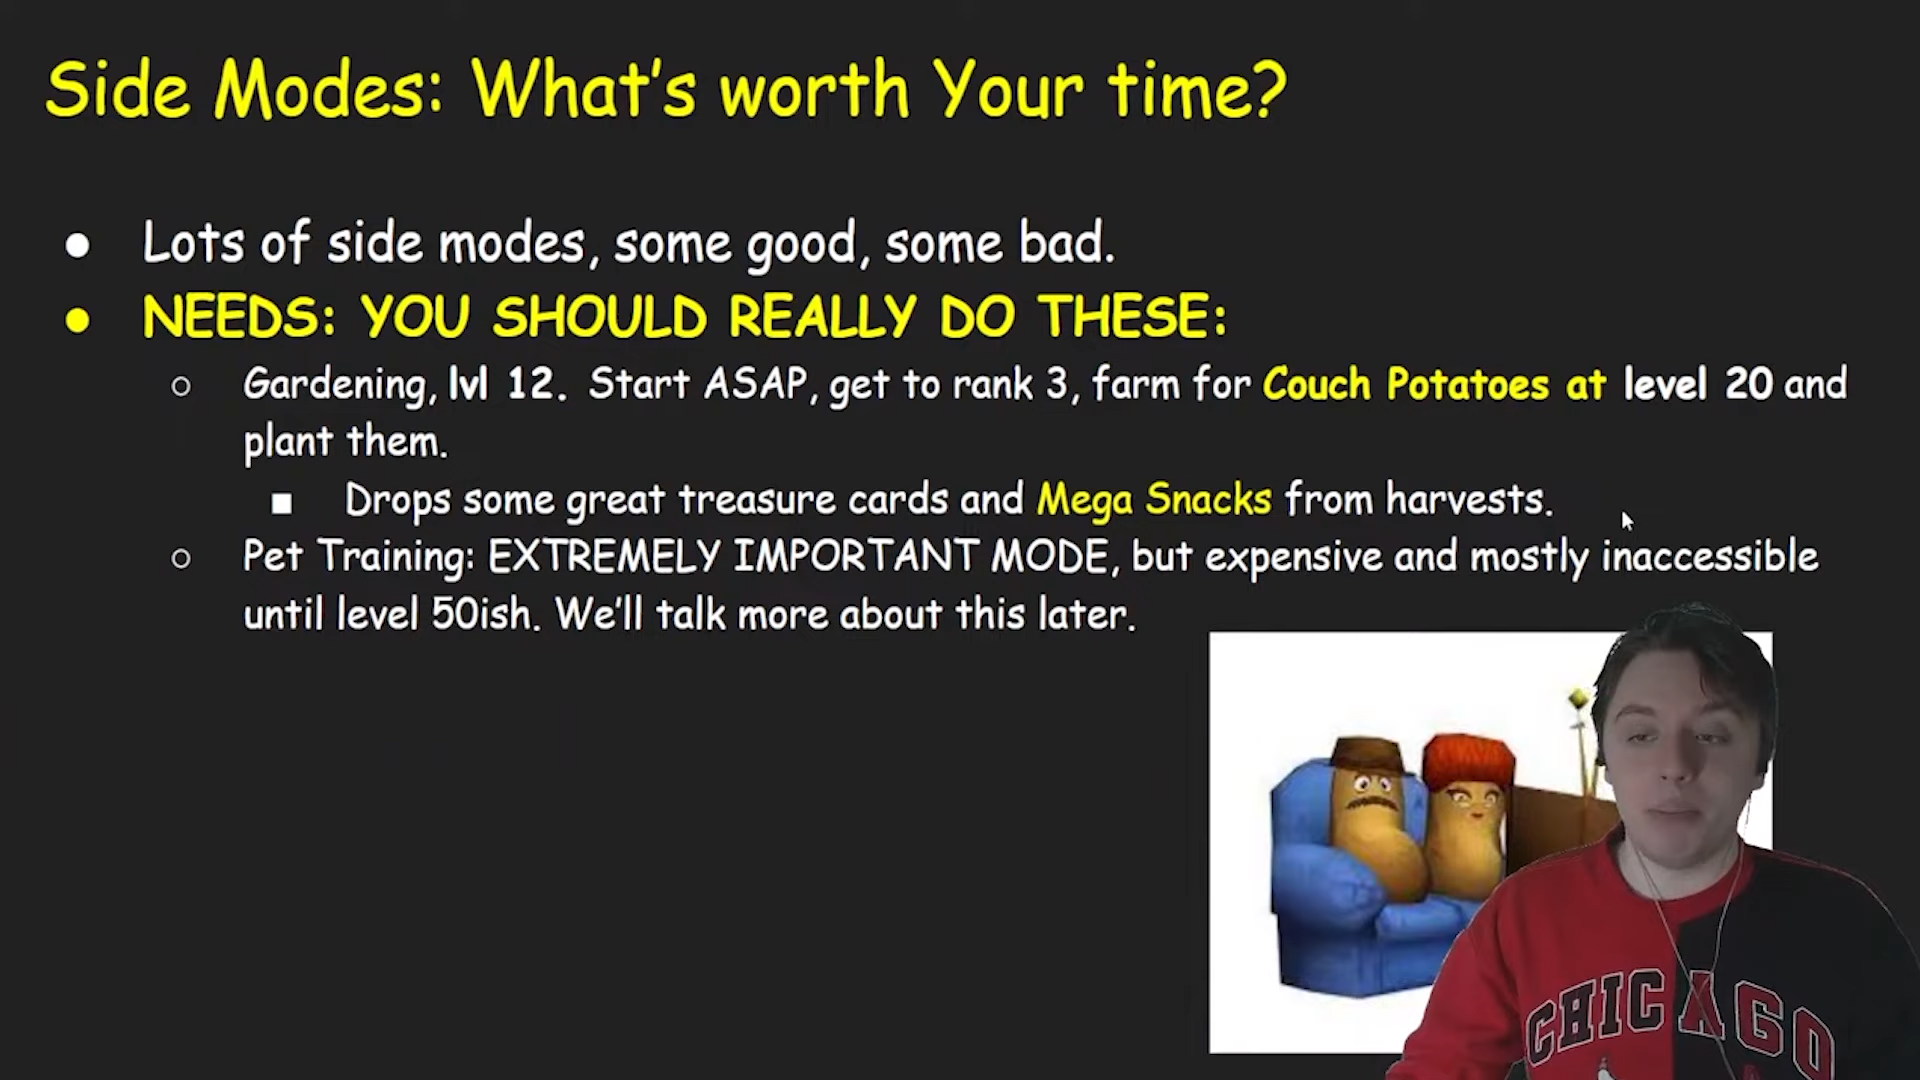 Side Modes: What's worth Your time?
● Lots of side modes, some good, some bad.
● NEEDS: YOU SHOULD REALLY DO THESE:
○ Gardening, lvl 12. Start ASAP, get to rank 3, farm for Couch Potatoes at level 20 and
plant them.
■ Drops some great treasure cards and Mega Snacks from harvests.
○ Pet Training: EXTREMELY IMPORTANT MODE, but expensive and mostly inaccessible
until level 50ish. We'll talk more about this later.
CHICAGO